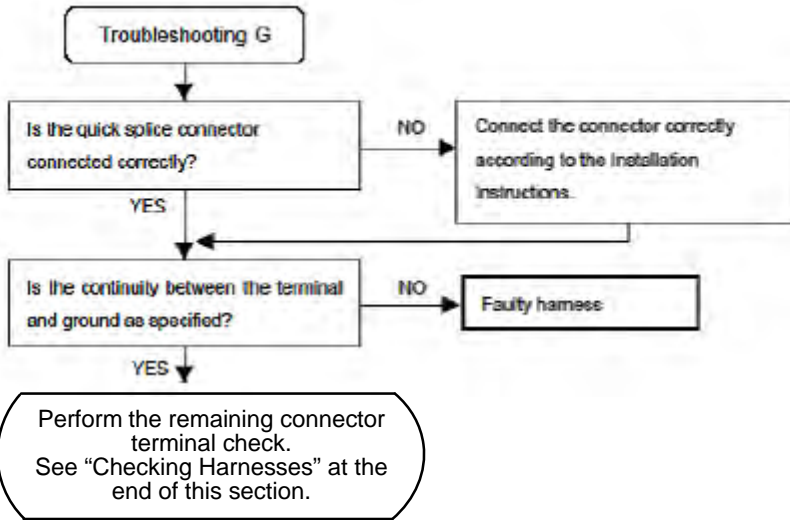 Troubleshooting G
Is the quick splice connector
connected correctly?
NO
Connect the connector correctly
according to the Installation
Instructions.
YES
Is the continuity between the terminal
and ground as specified?
NO
Faulty harness
YES
Perform the remaining connector
terminal check.
See “Checking Harnesses” at the
end of this section.